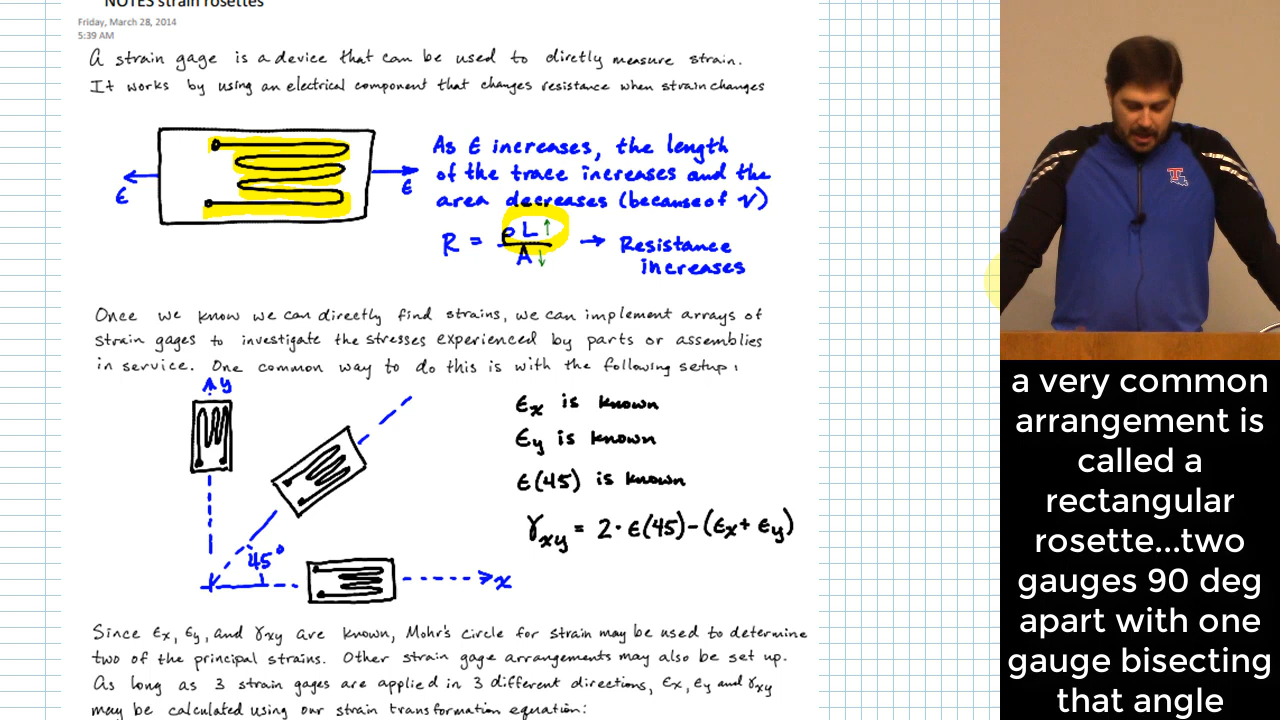 NOTES strain rosettes
Friday, March 28, 2014
5:39 AM
A strain gage is a device that can be used to directly measure strain.
It works by using an electrical component that changes resistance when strain changes
ϵ
ϵ
As ϵ increases, the length
of the trace increases and the
area decreases (because of ν)
R = ρL↑/A↓ → Resistance
increases
Once we know we can directly find strains, we can implement arrays of
strain gages to investigate the stresses experienced by parts or assemblies
in service. One common way to do this is with the following setup:
y
45°
x
ϵx is known
ϵy is known
ϵ(45) is known
γxy = 2·ϵ(45)-(ϵx+ϵy)
Since ϵx, ϵy, and γxy are known, Mohr's circle for strain may be used to determine
two of the principal strains. Other strain gage arrangements may also be set up.
As long as 3 strain gages are applied in 3 different directions, ϵx, ϵy and γxy
may be calculated using our strain transformation equation:
T
a very common
arrangement is
called a
rectangular
rosette...two
gauges 90 deg
apart with one
gauge bisecting
that angle